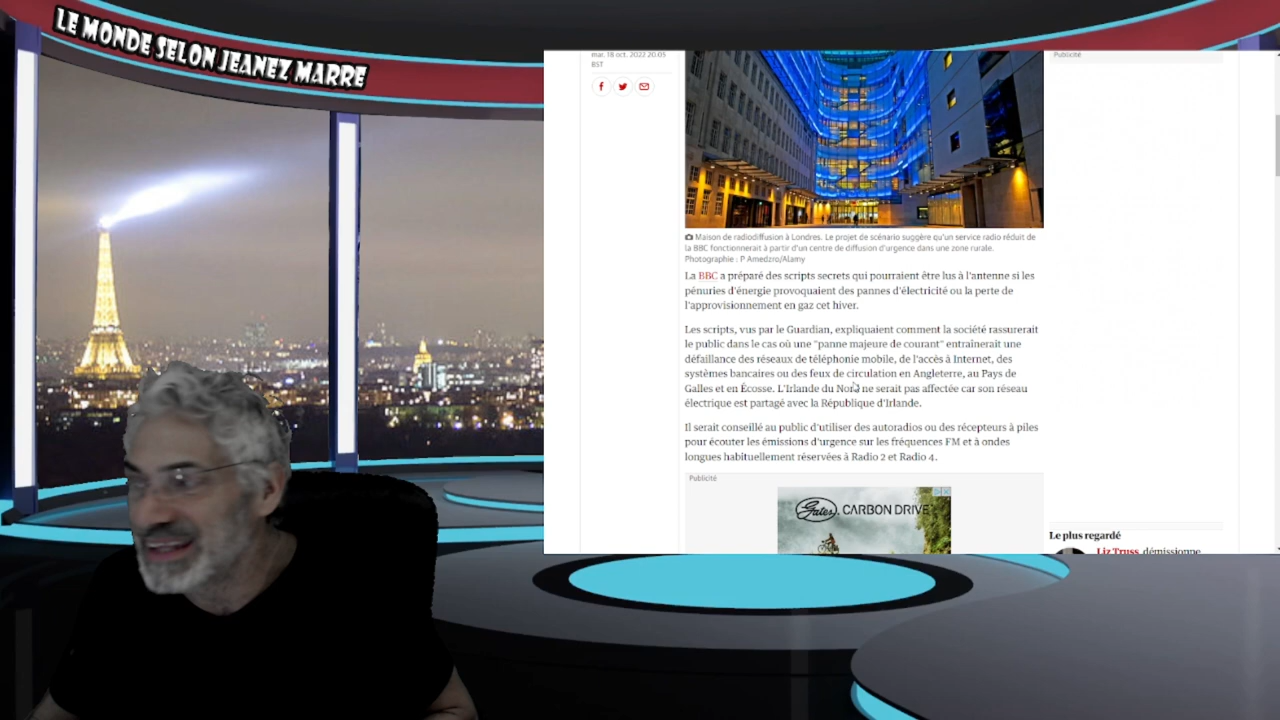 LE MONDE SELON JEANEZ MARRE
mar. 18 oct. 2022 20.05
BST
Publicité
Maison de radiodiffusion à Londres. Le projet de scénario suggère qu'un service radio réduit de
la BBC fonctionnerait à partir d'un centre de diffusion d'urgence dans une zone rurale.
Photographie : P Amedzro/Alamy
La BBC a préparé des scripts secrets qui pourraient être lus à l'antenne si les
pénuries d'énergie provoquaient des pannes d'électricité ou la perte de
l'approvisionnement en gaz cet hiver.
Les scripts, vus par le Guardian, expliquaient comment la société rassurerait
le public dans le cas où une "panne majeure de courant" entraînerait une
défaillance des réseaux de téléphonie mobile, de l'accès à Internet, des
systèmes bancaires ou des feux de circulation en Angleterre, au Pays de
Galles et en Écosse. L'Irlande du Nord ne serait pas affectée car son réseau
électrique est partagé avec la République d'Irlande.
Il serait conseillé au public d'utiliser des autoradios ou des récepteurs à piles
pour écouter les émissions d'urgence sur les fréquences FM et à ondes
longues habituellement réservées à Radio 2 et Radio 4.
Publicité
Gates. CARBON DRIVE
Le plus regardé
Liz Truss, démissionne